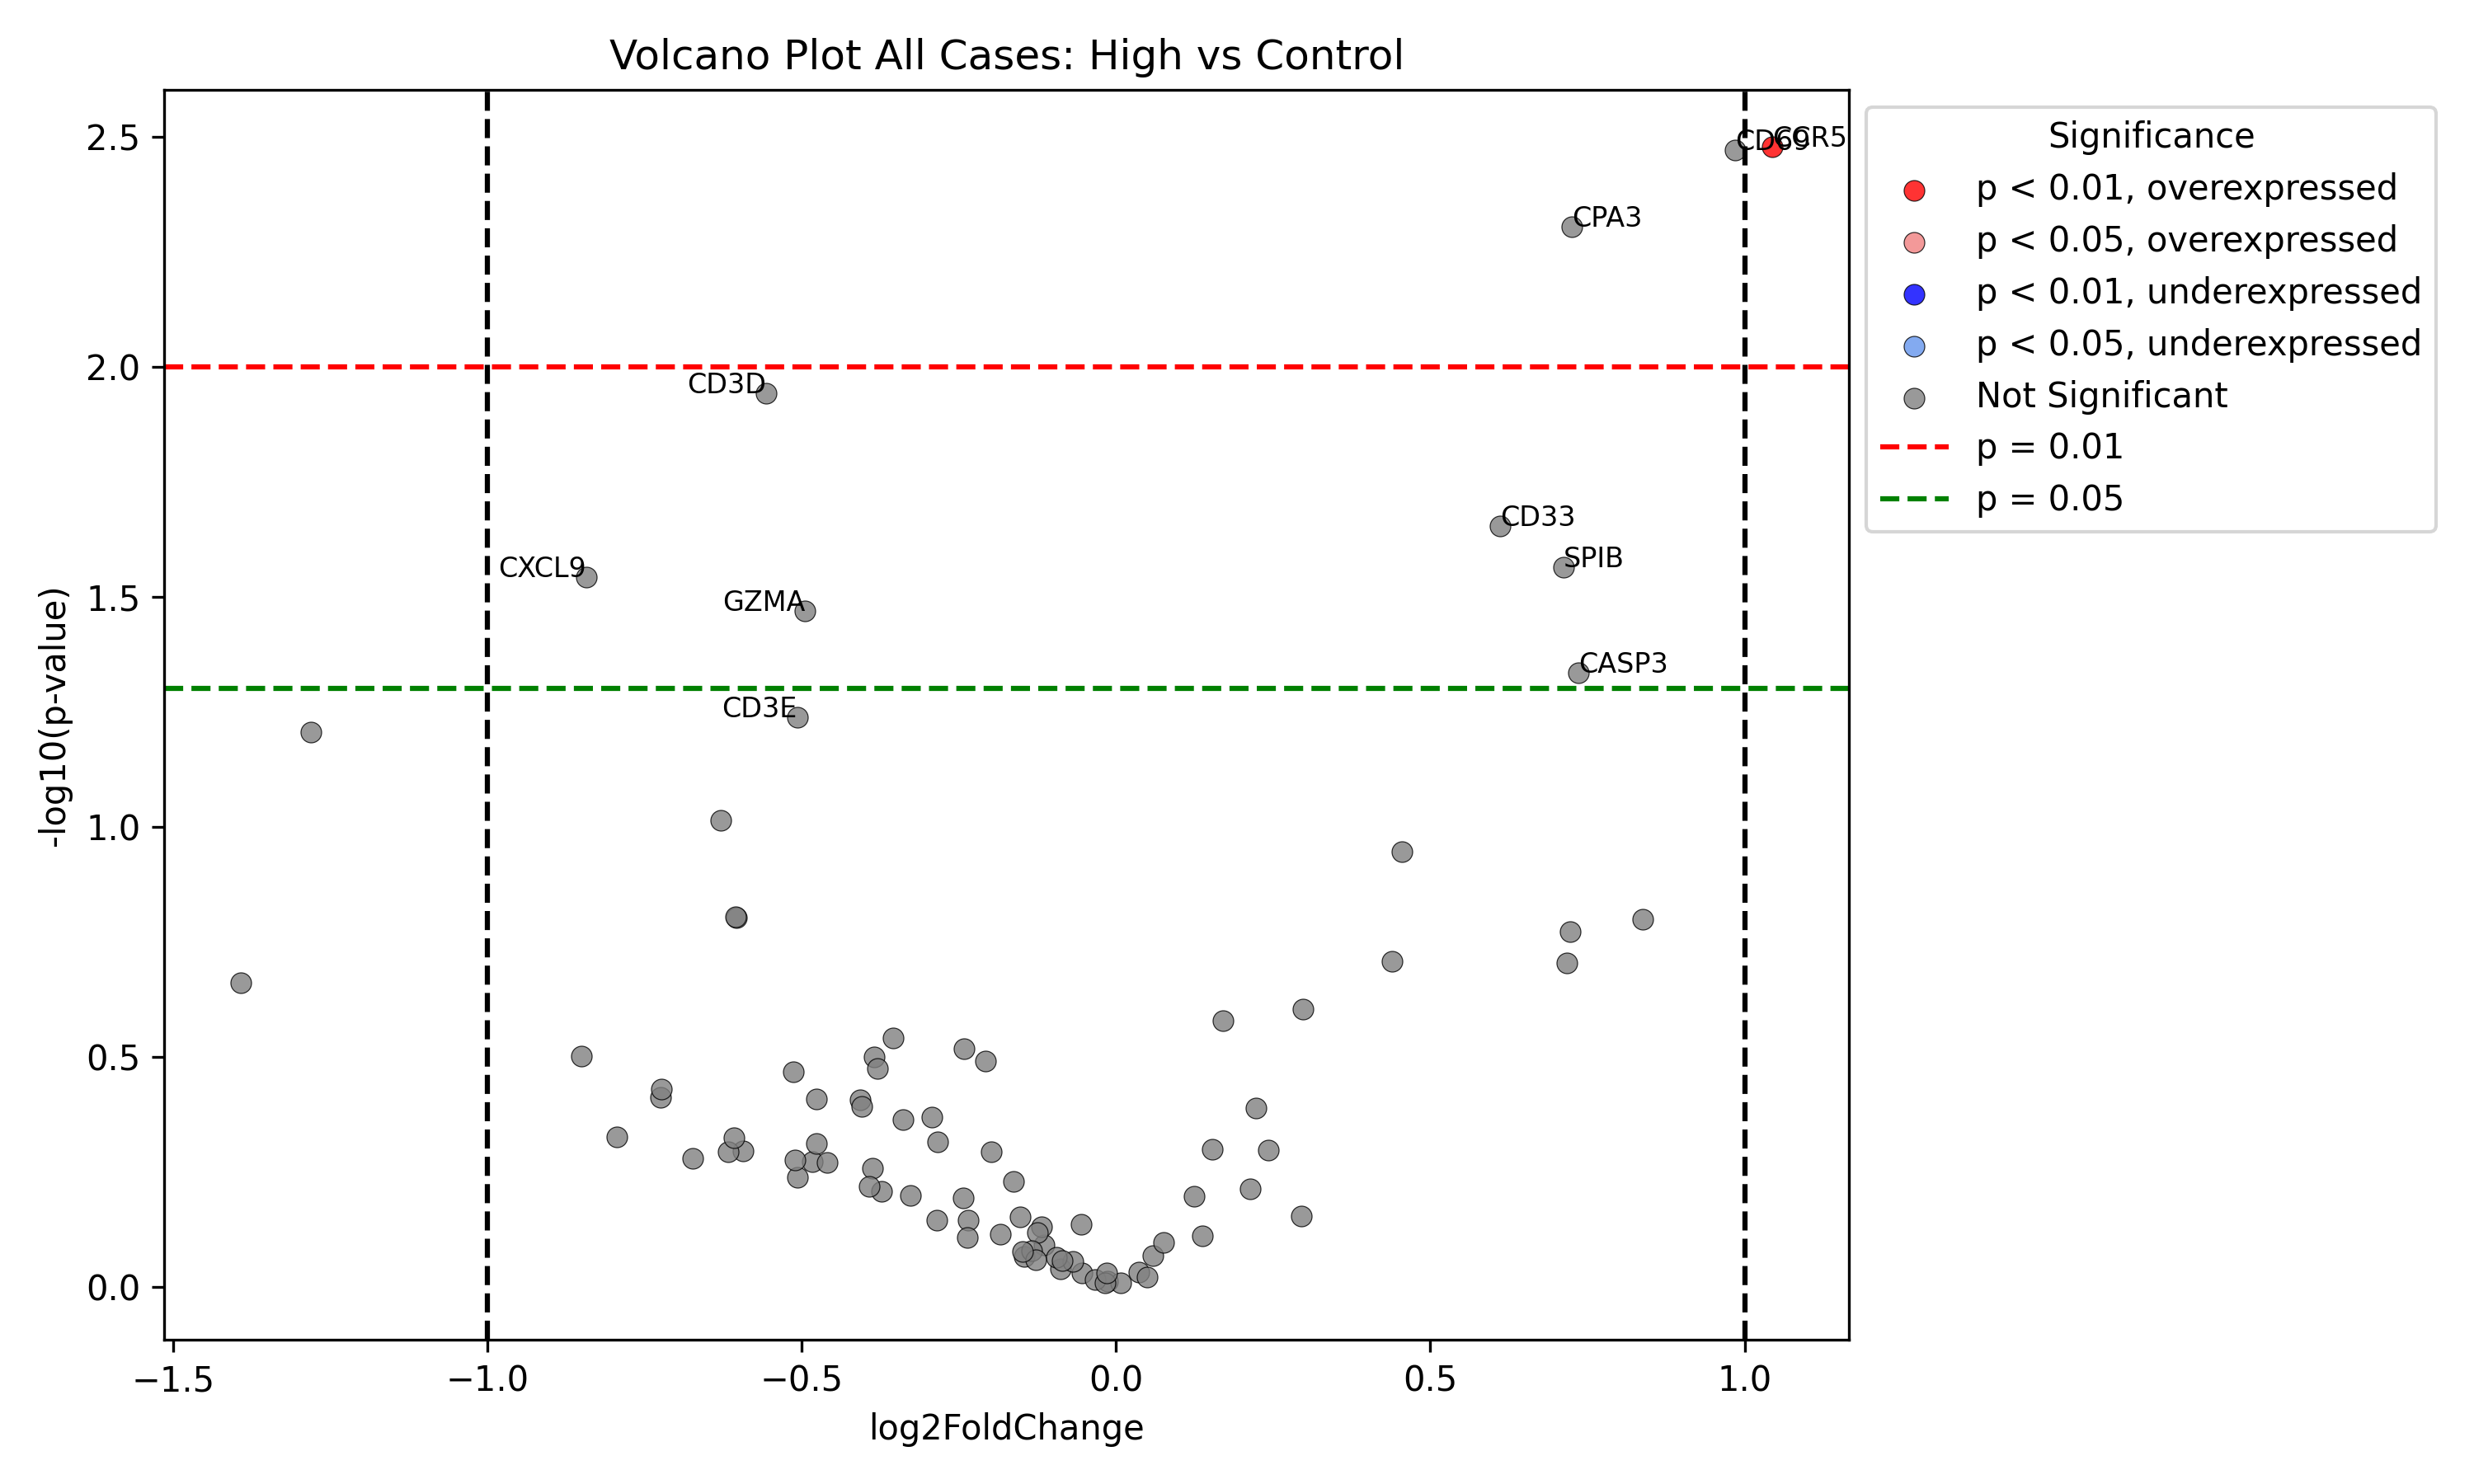 Volcano Plot All Cases: High vs Control
-log10(p-value)
2.5
2.0
1.5
1.0
0.5
0.0
CD69
CCR5
CPA3
CD3D
CD33
SPIB
CXCL9
GZMA
CASP3
CD3E
−1.5
−1.0
−0.5
0.0
0.5
1.0
log2FoldChange
Significance
p < 0.01, overexpressed
p < 0.05, overexpressed
p < 0.01, underexpressed
p < 0.05, underexpressed
Not Significant
p = 0.01
p = 0.05